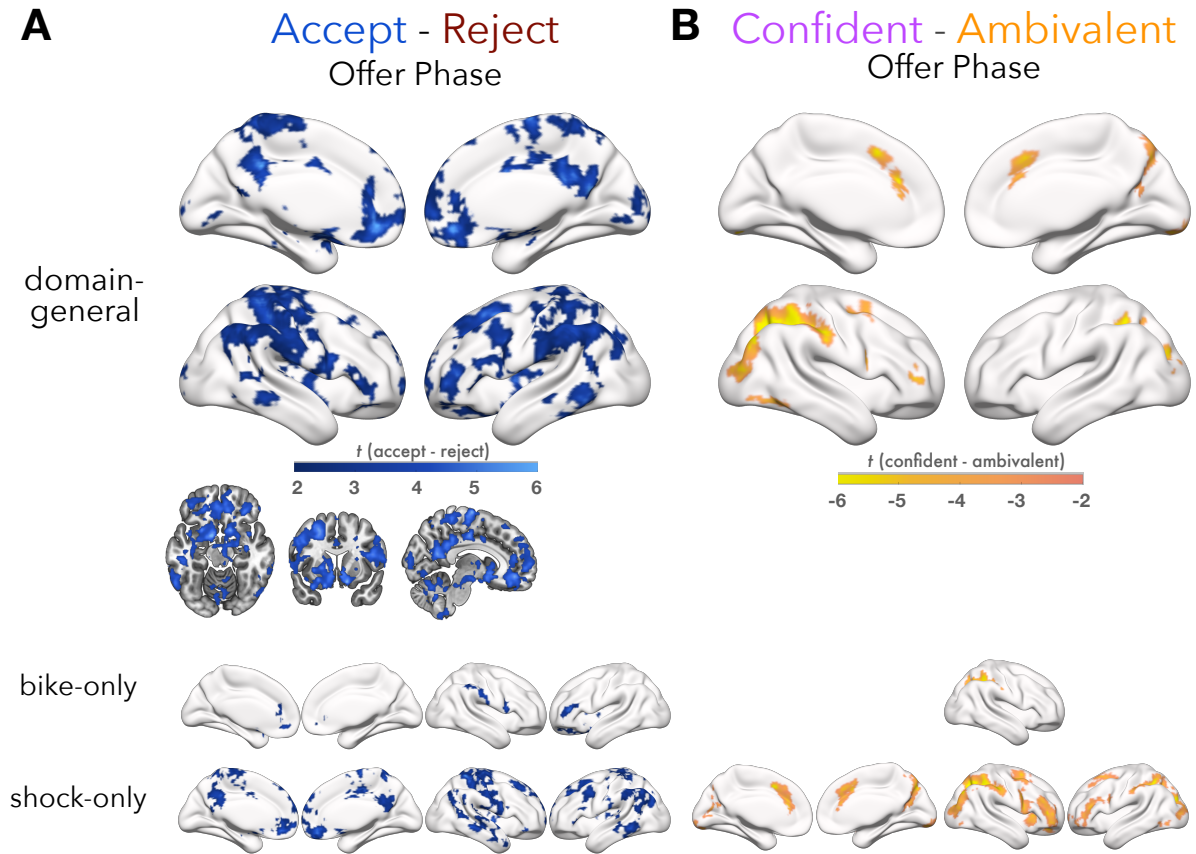 A
Accept - Reject
Offer Phase
B
Confident - Ambivalent
Offer Phase
domain-
general
t (accept - reject)
2 3 4 5 6
t (confident - ambivalent)
-6 -5 -4 -3 -2
bike-only
shock-only